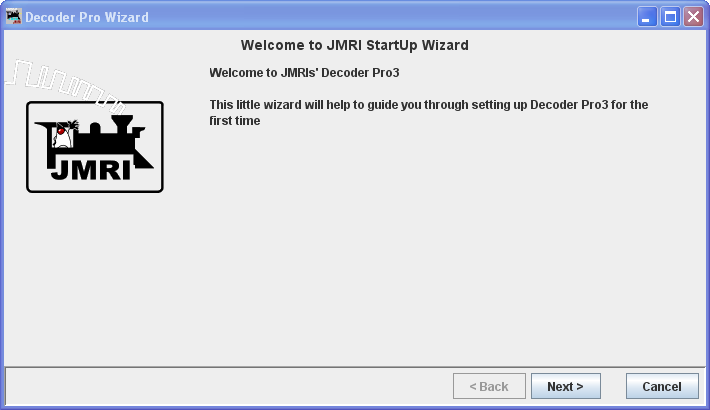 Decoder Pro Wizard
Welcome to JMRI StartUp Wizard
Welcome to JMRIs' Decoder Pro3
This little wizard will help to guide you through setting up Decoder Pro3 for the
first time
JMRI
< Back
Next >
Cancel